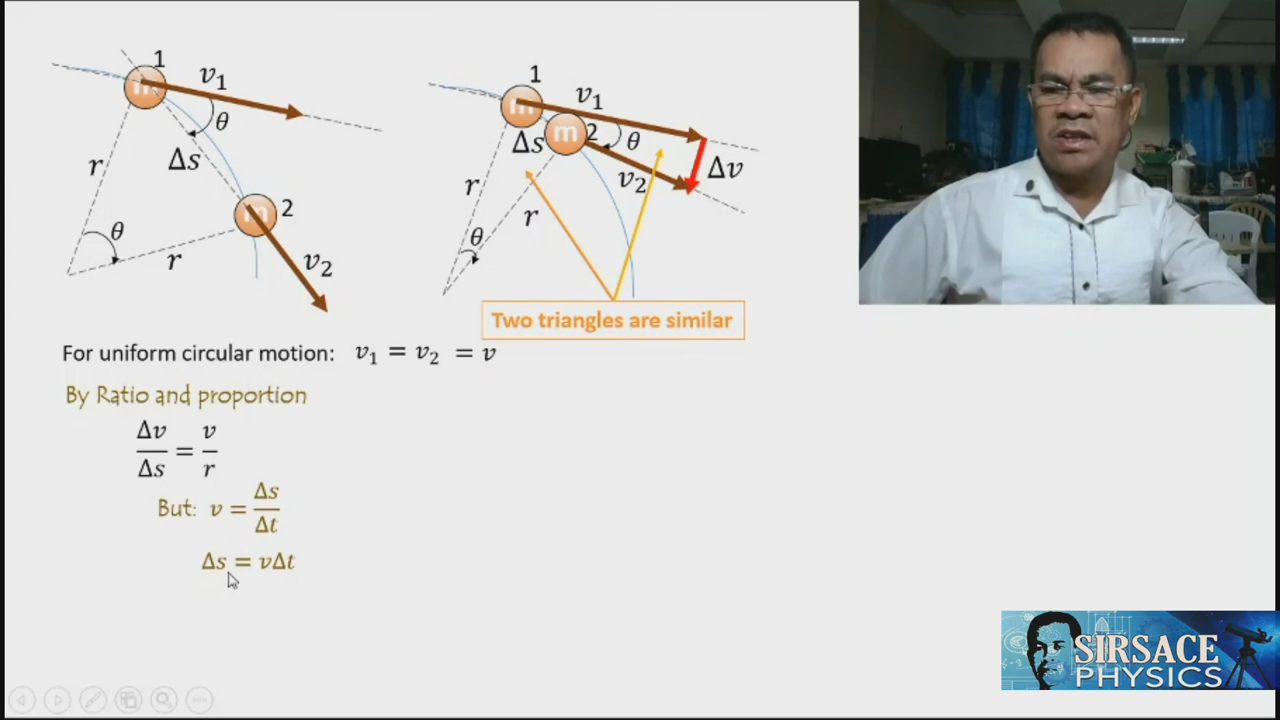 1
v₁
θ
Δs
r
m
2
θ
r
v₂
1
m
v₁
Δs
m
2
θ
v₂
Δv
r
r
θ
Two triangles are similar
For uniform circular motion: v₁ = v₂ = v
By Ratio and proportion
Δv/Δs = v/r
But: v = Δs/Δt
Δs = vΔt
SIRSACE
PHYSICS